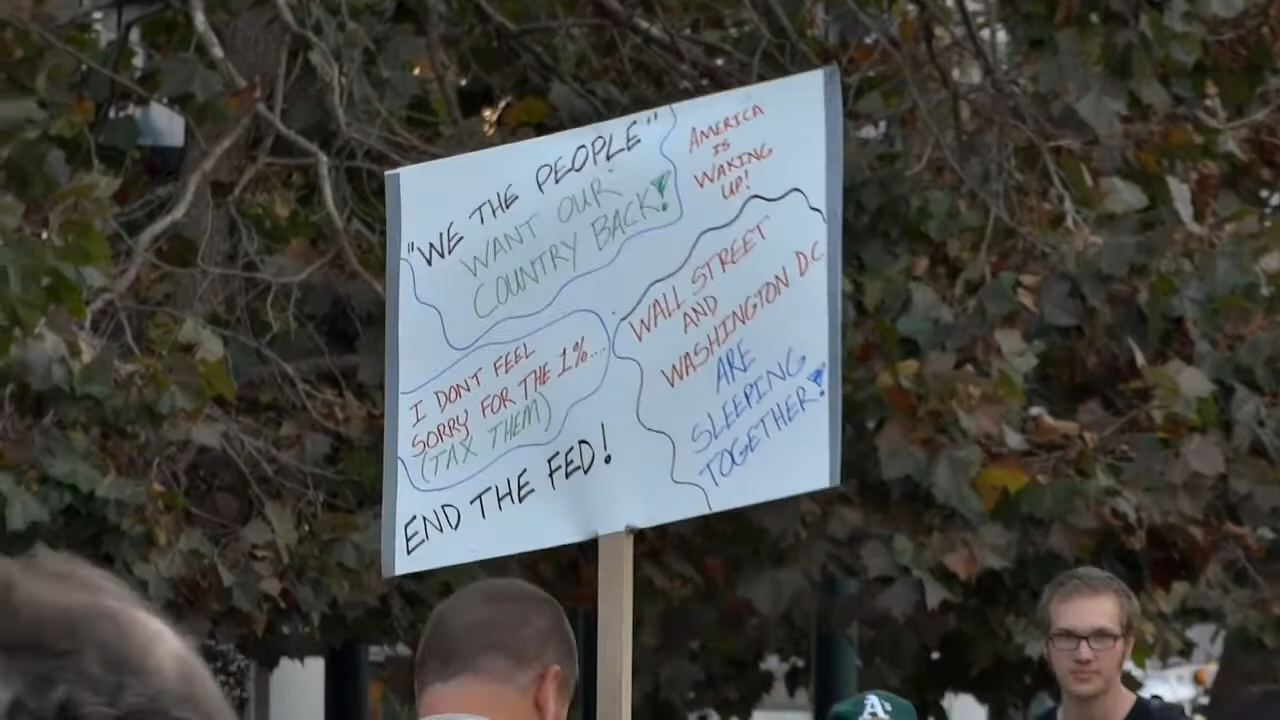 "WE THE PEOPLE"
WANT OUR
COUNTRY BACK!
AMERICA
IS
WAKING
UP!
I DONT FEEL
SORRY FOR THE 1%...
(TAX THEM)
END THE FED!
WALL STREET
AND
WASHINGTON D.C
ARE
SLEEPING
TOGETHER!
A's